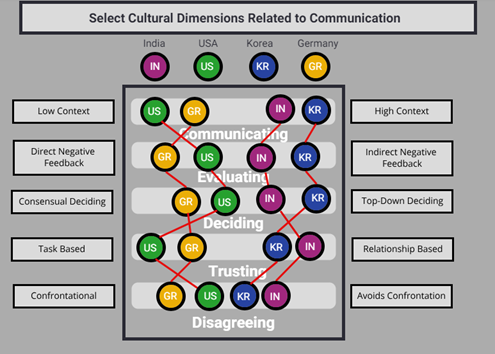 Select Cultural Dimensions Related to Communication
India USA Korea Germany
IN US KR GR
Low Context US GR IN KR High Context
Communicating
Direct Negative
Feedback
GR US IN KR
Indirect Negative
Feedback
Evaluating
Consensual Deciding GR US IN KR Top-Down Deciding
Deciding
Task Based US GR KR IN Relationship Based
Trusting
Confrontational GR US KR IN Avoids Confrontation
Disagreeing